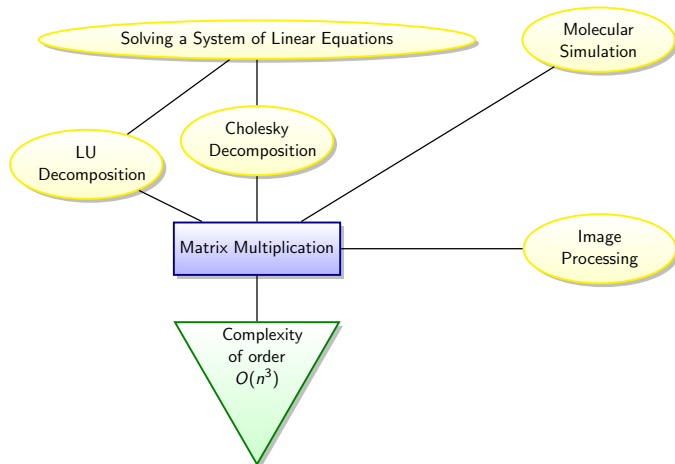 Solving a System of Linear Equations
Molecular
Simulation
Cholesky
Decomposition
LU
Decomposition
Matrix Multiplication
Image
Processing
Complexity
of order
O(n³)